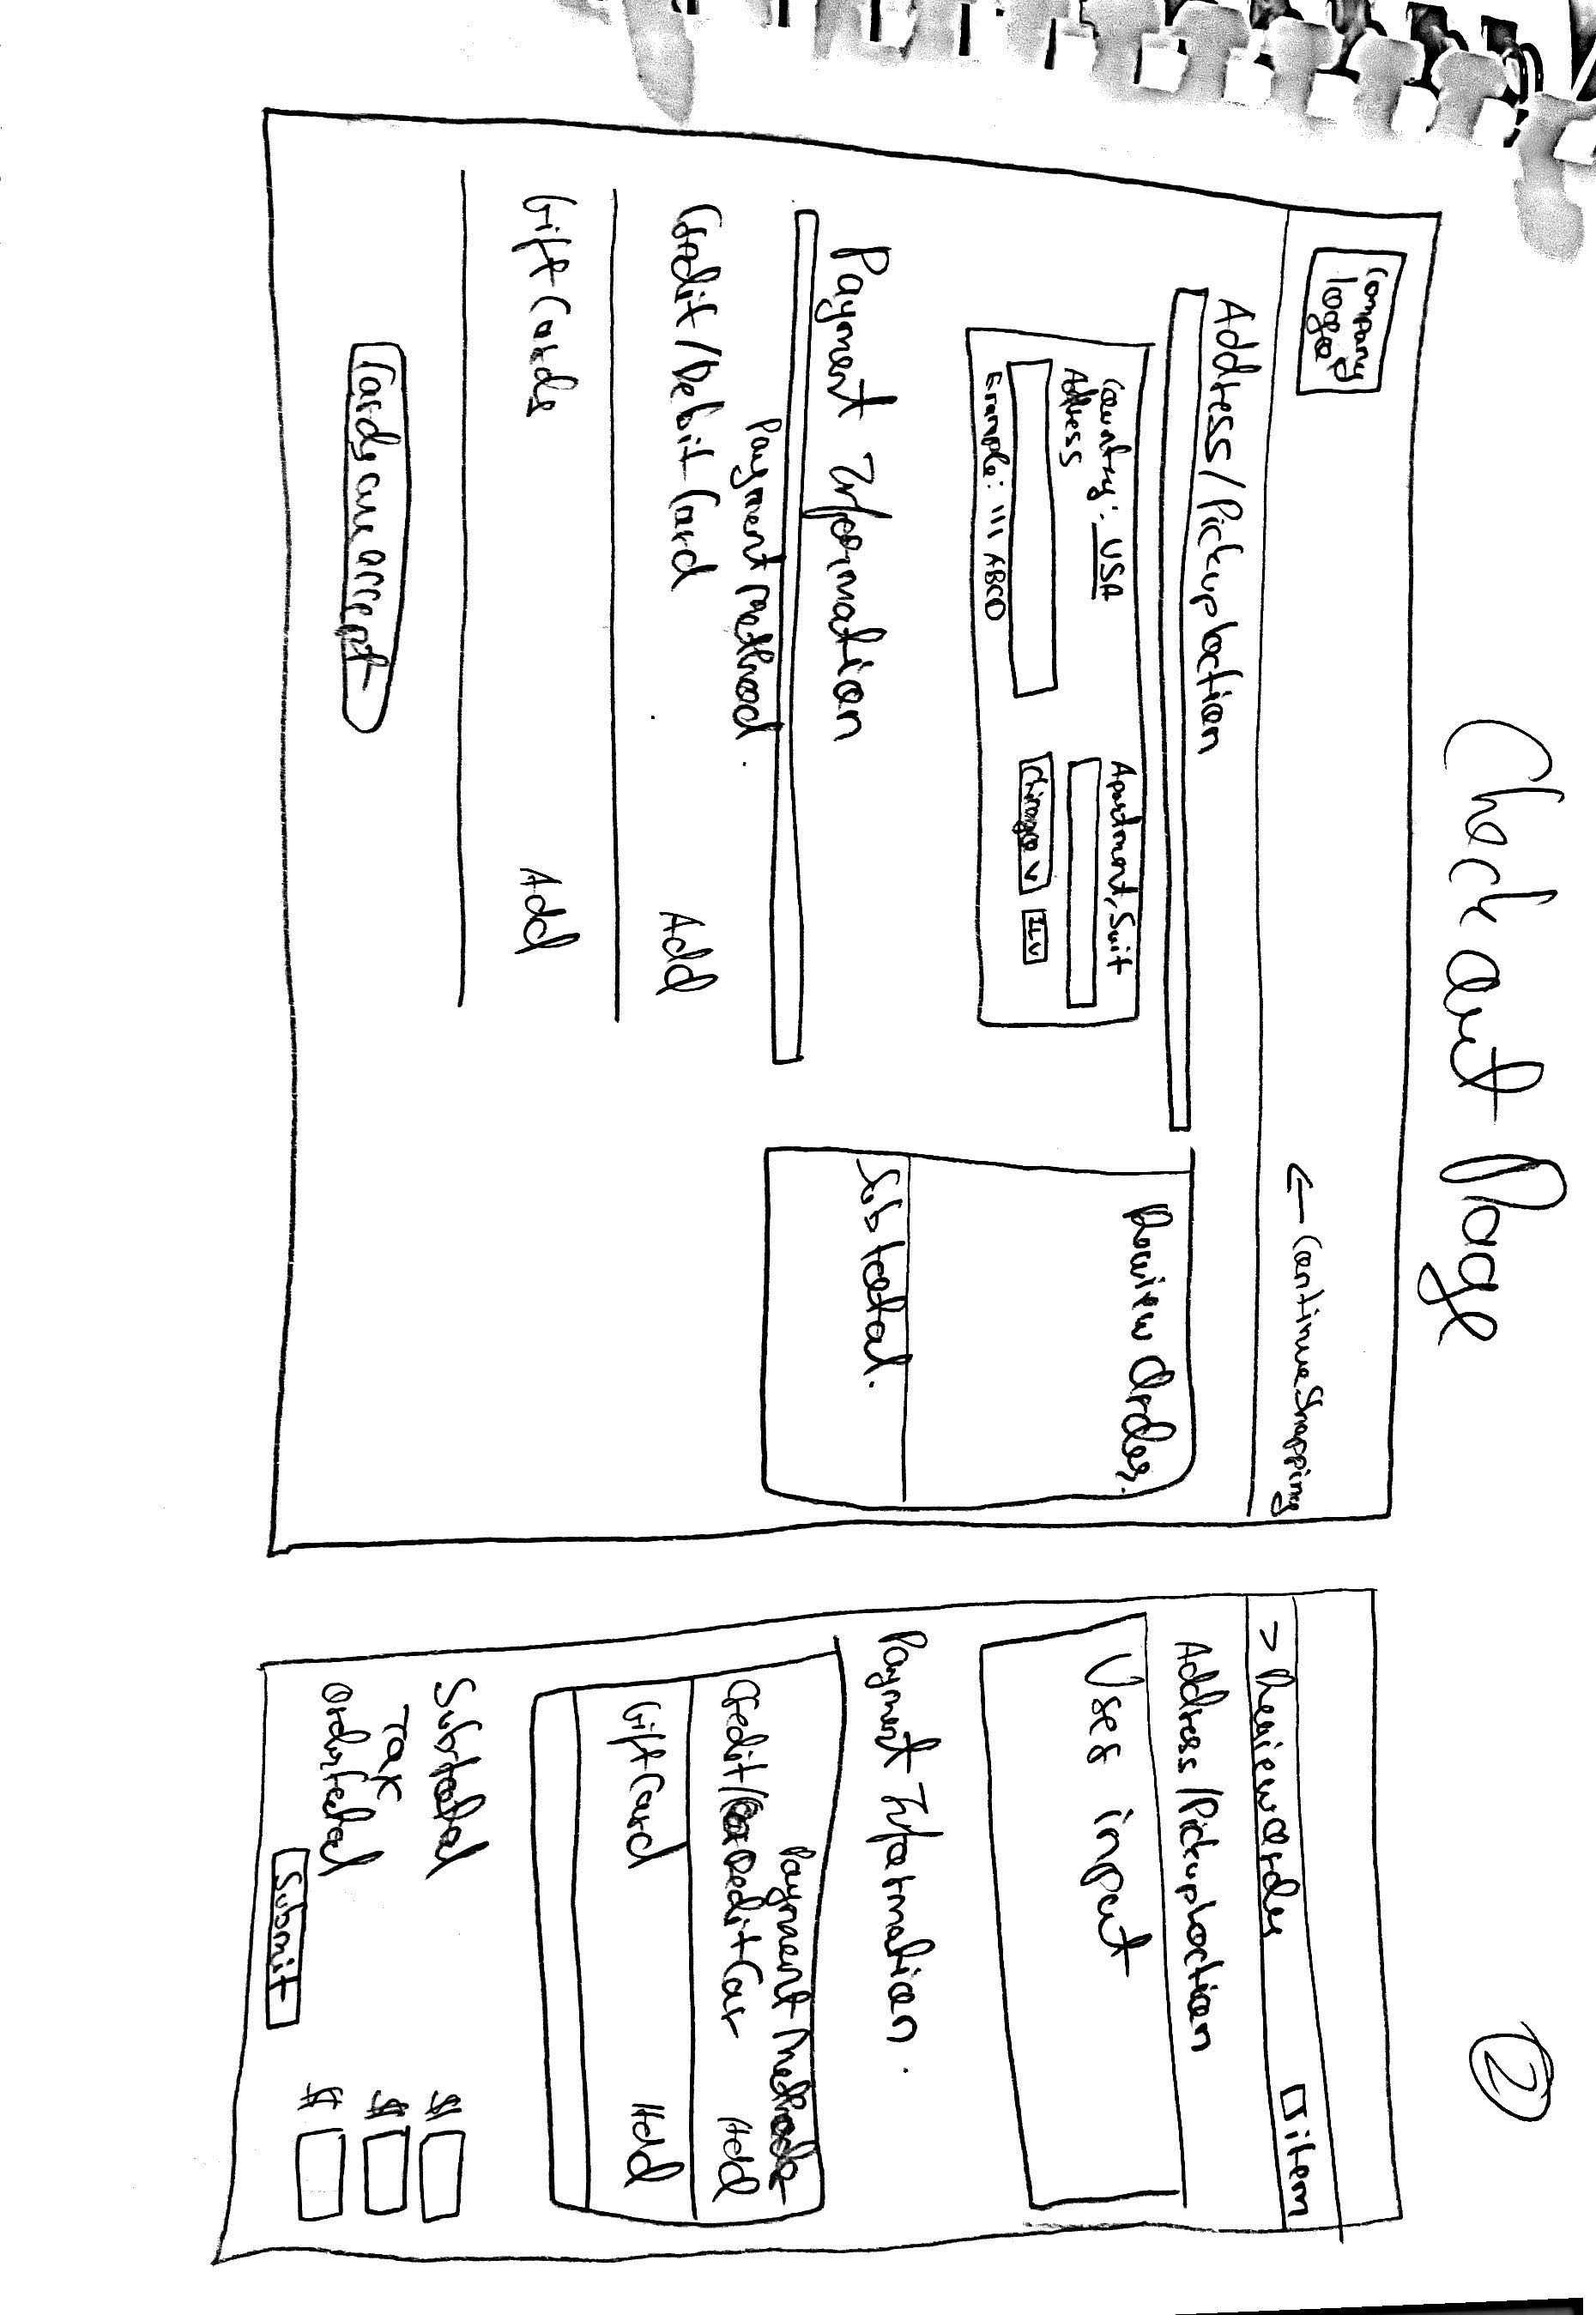 Check out Page
2
Company
Logo
← Continue Shopping
Address/Pickup loction
Country: USA
Address
Example: 111 ABCD
Apartment, Suit
Chicago v
IL v
Review Order.
Sub total.
Payment Information
Payment Method.
Credit/Debit Card Add
Gift Cards Add
Cards we accept
> Review order
item
Address/Pickup loction
User input
Payment Information.
Payment Method
Credit/Debit Car Add
Gift Card Add
Subtotal $
Tax $
Order total $
Submit